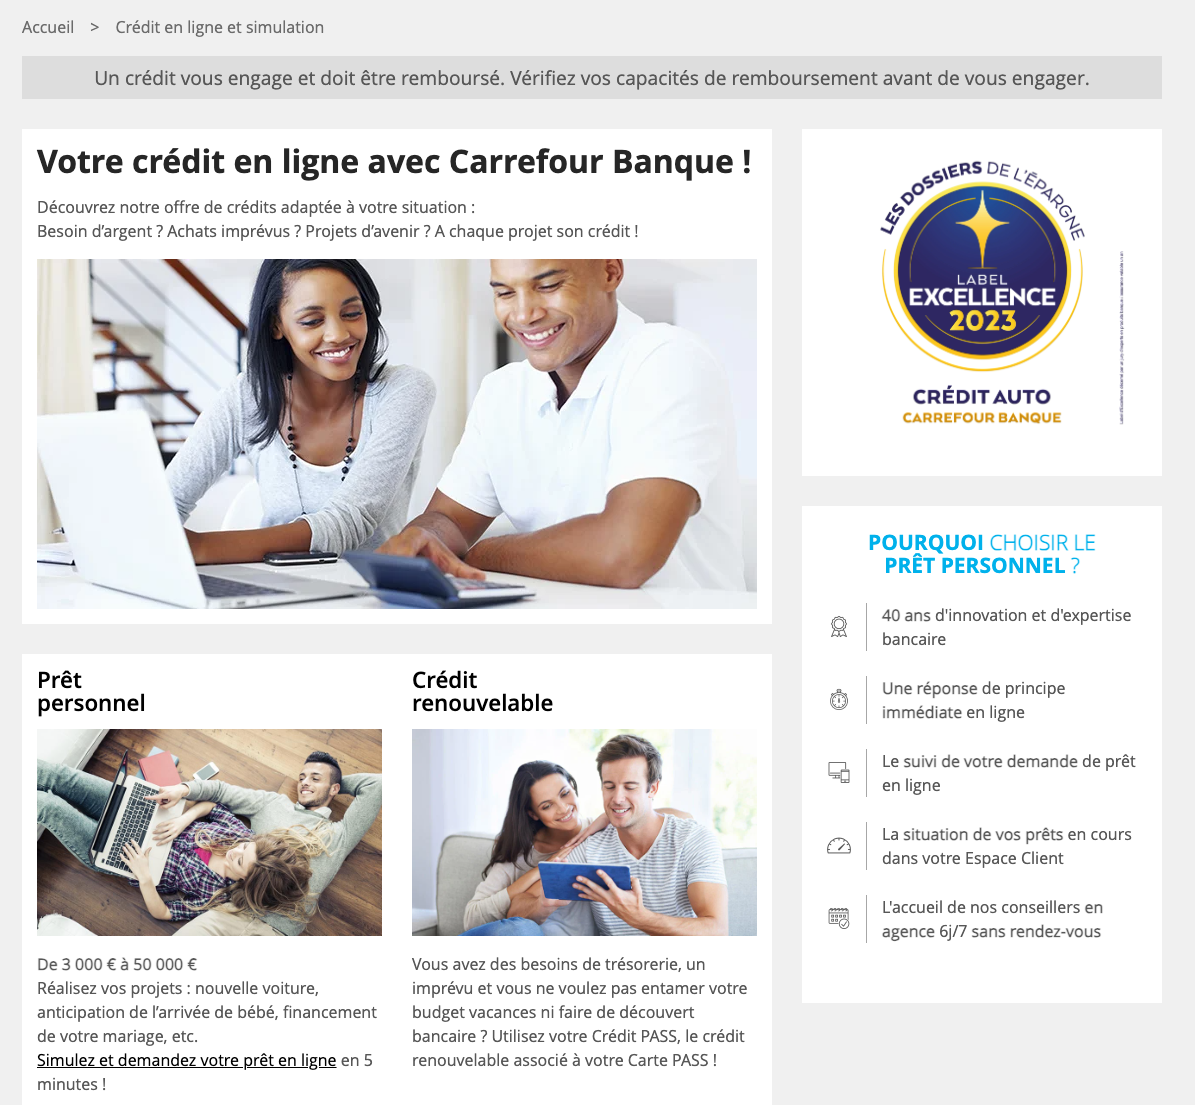 Accueil > Crédit en ligne et simulation
Un crédit vous engage et doit être remboursé. Vérifiez vos capacités de remboursement avant de vous engager.
Votre crédit en ligne avec Carrefour Banque !
Découvrez notre offre de crédits adaptée à votre situation :
Besoin d’argent ? Achats imprévus ? Projets d’avenir ? A chaque projet son crédit !
Prêt
personnel
De 3 000 € à 50 000 €
Réalisez vos projets : nouvelle voiture,
anticipation de l’arrivée de bébé, financement
de votre mariage, etc.
Simulez et demandez votre prêt en ligne en 5
minutes !
Crédit
renouvelable
Vous avez des besoins de trésorerie, un
imprévu et vous ne voulez pas entamer votre
budget vacances ni faire de découvert
bancaire ? Utilisez votre Crédit PASS, le crédit
renouvelable associé à votre Carte PASS !
LES DOSSIERS DE L'ÉPARGNE
LABEL
EXCELLENCE
2023
CRÉDIT AUTO
CARREFOUR BANQUE
POURQUOI CHOISIR LE
PRÊT PERSONNEL ?
40 ans d'innovation et d'expertise
bancaire
Une réponse de principe
immédiate en ligne
Le suivi de votre demande de prêt
en ligne
La situation de vos prêts en cours
dans votre Espace Client
L'accueil de nos conseillers en
agence 6j/7 sans rendez-vous